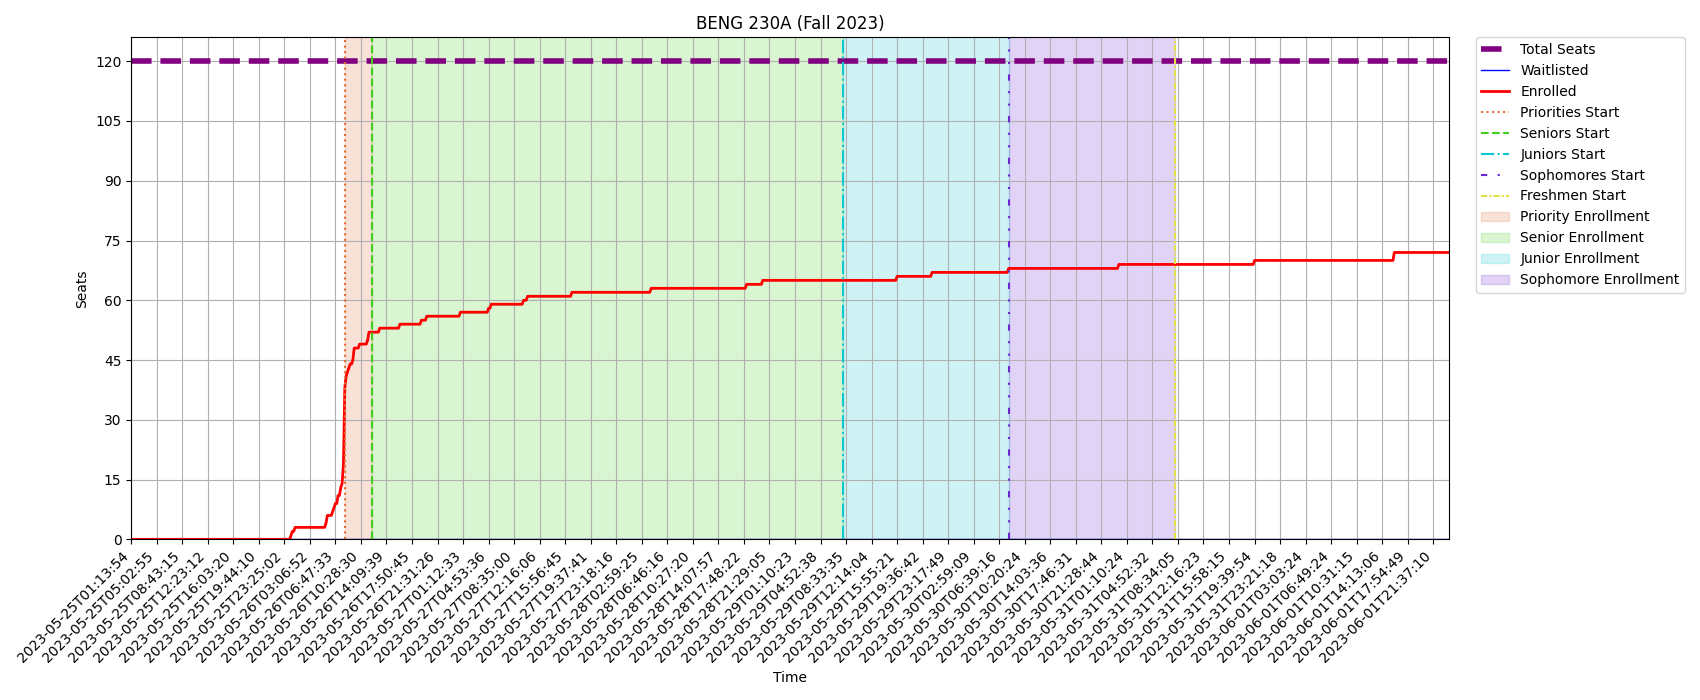 BENG 230A (Fall 2023)
Seats
120
105
90
75
60
45
30
15
0
2023-05-25T01:13:54
2023-05-25T05:02:55
2023-05-25T08:43:15
2023-05-25T12:23:12
2023-05-25T16:03:20
2023-05-25T19:44:10
2023-05-25T23:25:02
2023-05-26T03:06:52
2023-05-26T06:47:33
2023-05-26T10:28:30
2023-05-26T14:09:39
2023-05-26T17:50:45
2023-05-26T21:31:26
2023-05-27T01:12:33
2023-05-27T04:53:36
2023-05-27T08:35:00
2023-05-27T12:16:06
2023-05-27T15:56:45
2023-05-27T19:37:41
2023-05-27T23:18:16
2023-05-28T02:59:25
2023-05-28T06:46:16
2023-05-28T10:27:20
2023-05-28T14:07:57
2023-05-28T17:48:22
2023-05-28T21:29:05
2023-05-29T01:10:23
2023-05-29T04:52:38
2023-05-29T08:33:35
2023-05-29T12:14:04
2023-05-29T15:55:21
2023-05-29T19:36:42
2023-05-29T23:17:49
2023-05-30T02:59:09
2023-05-30T06:39:16
2023-05-30T10:20:24
2023-05-30T14:03:36
2023-05-30T17:46:31
2023-05-30T21:28:44
2023-05-31T01:10:24
2023-05-31T04:52:32
2023-05-31T08:34:05
2023-05-31T12:16:23
2023-05-31T15:58:15
2023-05-31T19:39:54
2023-05-31T23:21:18
2023-06-01T03:03:24
2023-06-01T06:49:24
2023-06-01T10:31:15
2023-06-01T14:13:06
2023-06-01T17:54:49
2023-06-01T21:37:10
Time
Total Seats
Waitlisted
Enrolled
Priorities Start
Seniors Start
Juniors Start
Sophomores Start
Freshmen Start
Priority Enrollment
Senior Enrollment
Junior Enrollment
Sophomore Enrollment